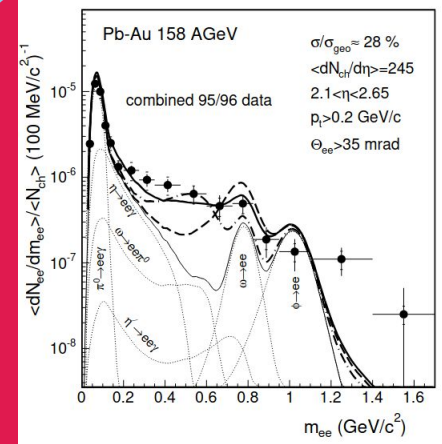 Pb-Au 158 AGeV
σ/σgeo ≈ 28 %
<dNch/dη>=245
2.1<η<2.65
pt>0.2 GeV/c
Θee>35 mrad
combined 95/96 data
<dNee/dmee>/<Nch> (100 MeV/c²)⁻¹
10⁻⁵
10⁻⁶
10⁻⁷
10⁻⁸
π⁰→eeγ
η→eeγ
ω→eeπ⁰
η′→eeγ
ω→ee
ϕ→ee
0 0.2 0.4 0.6 0.8 1 1.2 1.4 1.6
mee (GeV/c²)